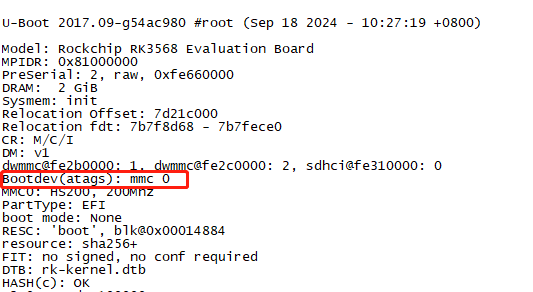 U-Boot 2017.09-g54ac980 #root (Sep 18 2024 - 10:27:19 +0800)
Model: Rockchip RK3568 Evaluation Board
MPIDR: 0x81000000
PreSerial: 2, raw, 0xfe660000
DRAM:  2 GiB
Sysmem: init
Relocation Offset: 7d21c000
Relocation fdt: 7b7f8d68 - 7b7fece0
CR: M/C/I
DM: v1
dwmmc@fe2b0000: 1, dwmmc@fe2c0000: 2, sdhci@fe310000: 0
Bootdev(atags): mmc 0
MMC0: HS200, 200Mhz
PartType: EFI
boot mode: None
RESC: 'boot', blk@0x00014884
resource: sha256+
FIT: no signed, no conf required
DTB: rk-kernel.dtb
HASH(c): OK